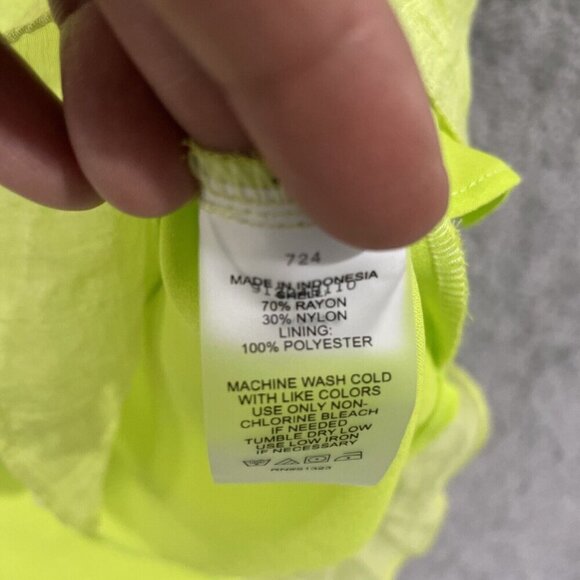 724
MADE IN INDONESIA
SHELL:
70% RAYON
30% NYLON
LINING:
100% POLYESTER
MACHINE WASH COLD
WITH LIKE COLORS
USE ONLY NON-
CHLORINE BLEACH
IF NEEDED
TUMBLE DRY LOW
USE LOW IRON
IF NECESSARY